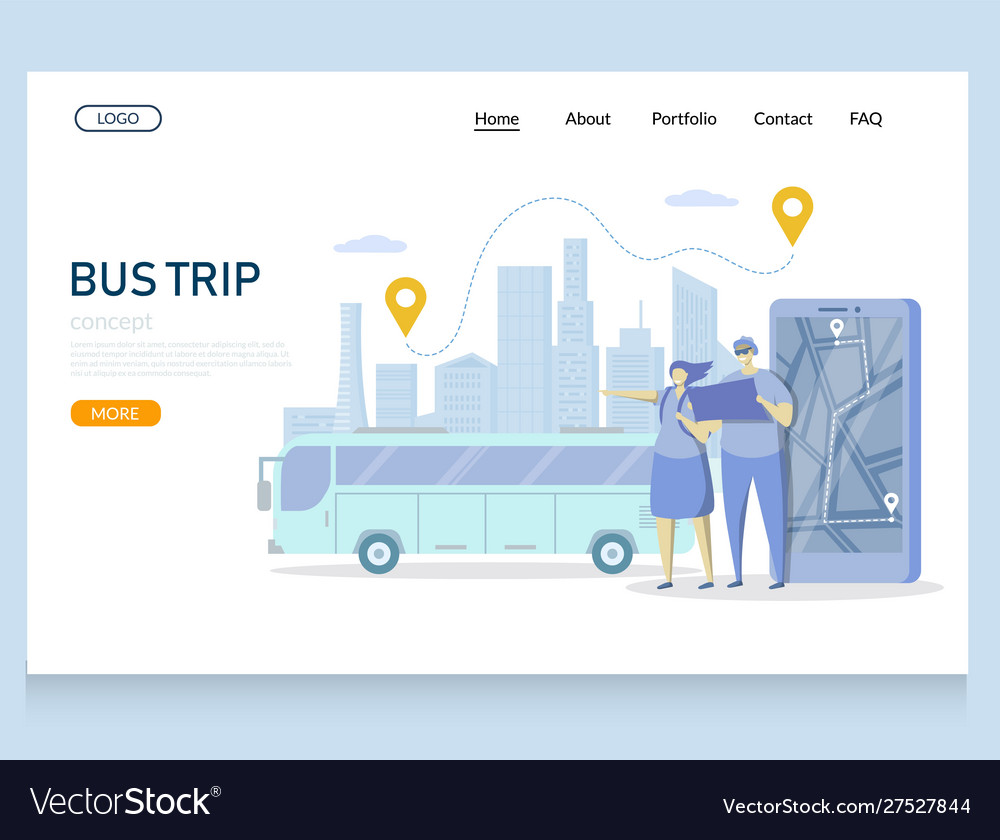 LOGO
Home About Portfolio Contact FAQ
BUS TRIP
concept
Lorem ipsum dolor sit amet, consectetur adipiscing elit, sed do
eiusmod tempor incididunt ut labore et dolore magna aliqua. Ut
enim ad minim veniam, quis nostrud exercitation ullamco laboris
nisi ut aliquip ex ea commodo consequat.
MORE
VectorStock®
VectorStock.com/27527844